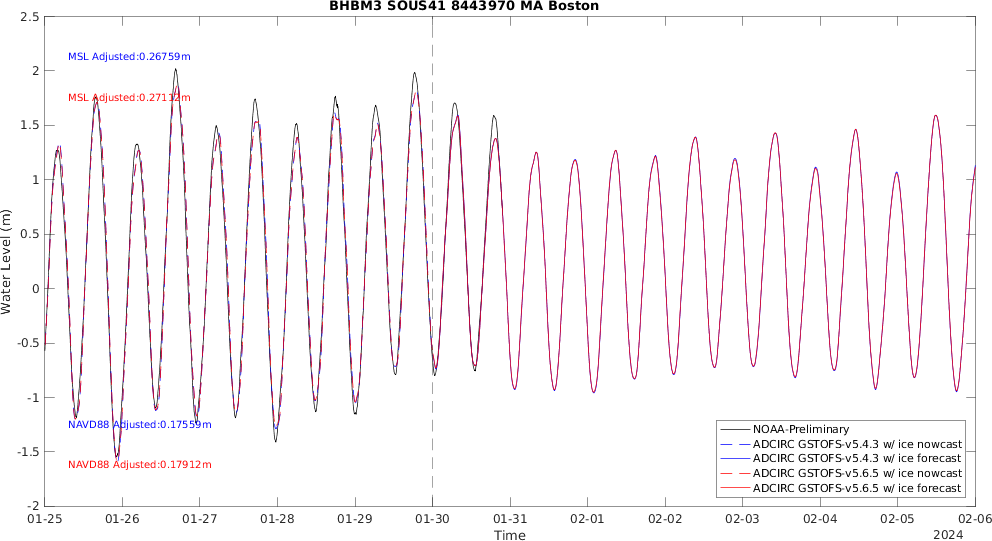 BHBM3 SOUS41 8443970 MA Boston
2.5
2
1.5
1
0.5
0
-0.5
-1
-1.5
-2
Water Level (m)
MSL Adjusted:0.26759m
MSL Adjusted:0.27112m
NAVD88 Adjusted:0.17559m
NAVD88 Adjusted:0.17912m
NOAA-Preliminary
ADCIRC GSTOFS-v5.4.3 w/ ice nowcast
ADCIRC GSTOFS-v5.4.3 w/ ice forecast
ADCIRC GSTOFS-v5.6.5 w/ ice nowcast
ADCIRC GSTOFS-v5.6.5 w/ ice forecast
01-25 01-26 01-27 01-28 01-29 01-30 01-31 02-01 02-02 02-03 02-04 02-05 02-06
Time
2024